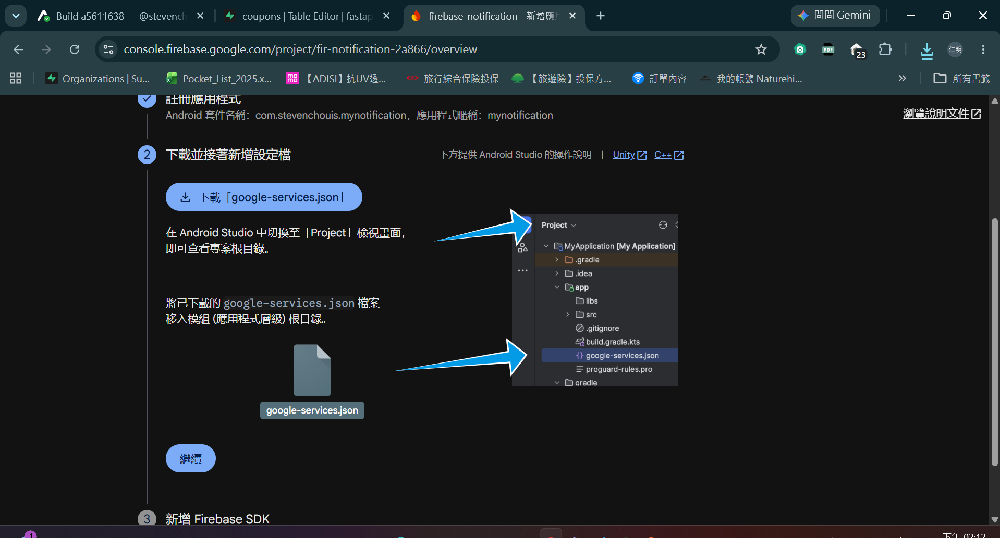 Build a5611638 — @stevench
coupons | Table Editor | fastap
firebase-notification - 新增應用
問問 Gemini
console.firebase.google.com/project/fir-notification-2a866/overview
PDF
23
仁明
Organizations | Su...
Pocket_List_2025.x...
momo
【ADISI】抗UV透...
旅行綜合保險投保
【旅遊險】投保方...
訂單內容
我的帳號 Naturehi...
所有書籤
註冊應用程式
Android 套件名稱：com.stevenchouis.mynotification，應用程式暱稱：mynotification
瀏覽說明文件
2
下載並接著新增設定檔
下方提供 Android Studio 的操作說明 | Unity C++
下載「google-services.json」
在 Android Studio 中切換至「Project」檢視畫面，
即可查看專案根目錄。
將已下載的 google-services.json 檔案
移入模組 (應用程式層級) 根目錄。
google-services.json
Project
MyApplication [My Application]
.gradle
.idea
app
libs
src
.gitignore
build.gradle.kts
google-services.json
proguard-rules.pro
gradle
繼續
3
新增 Firebase SDK
1
下午 02:12